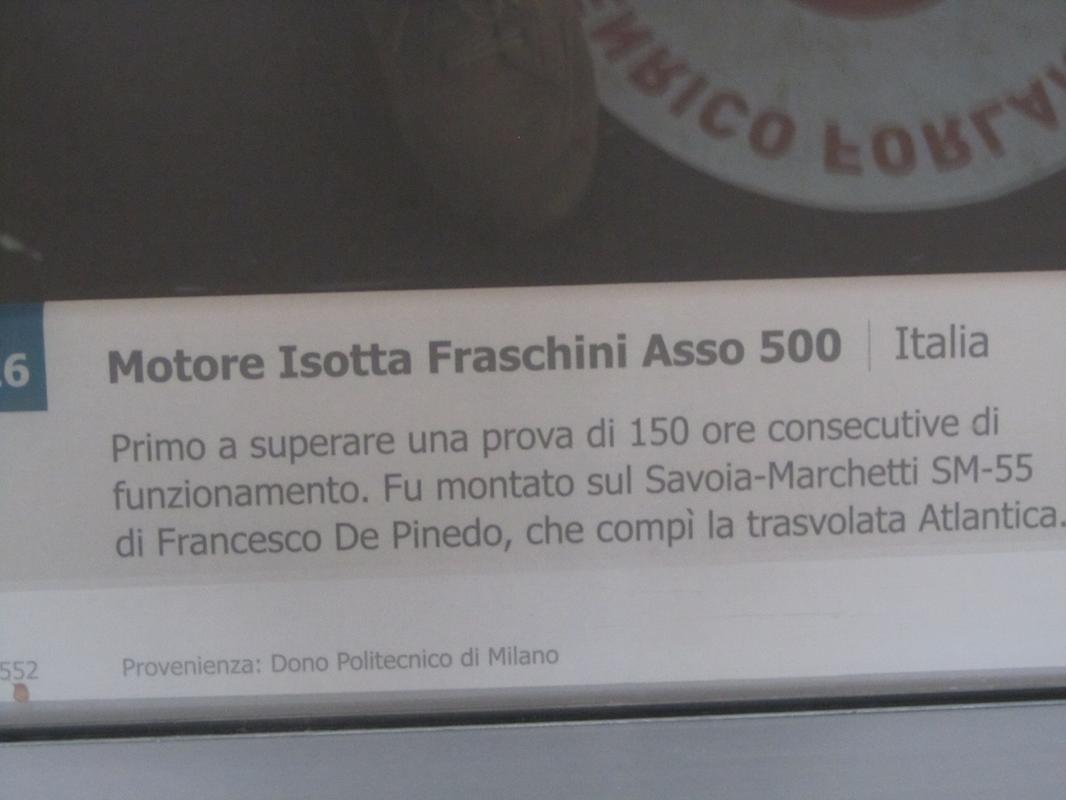 ENRICO FORLA
6
Motore Isotta Fraschini Asso 500 | Italia
Primo a superare una prova di 150 ore consecutive di
funzionamento. Fu montato sul Savoia-Marchetti SM-55
di Francesco De Pinedo, che compì la trasvolata Atlantica.
552
Provenienza: Dono Politecnico di Milano